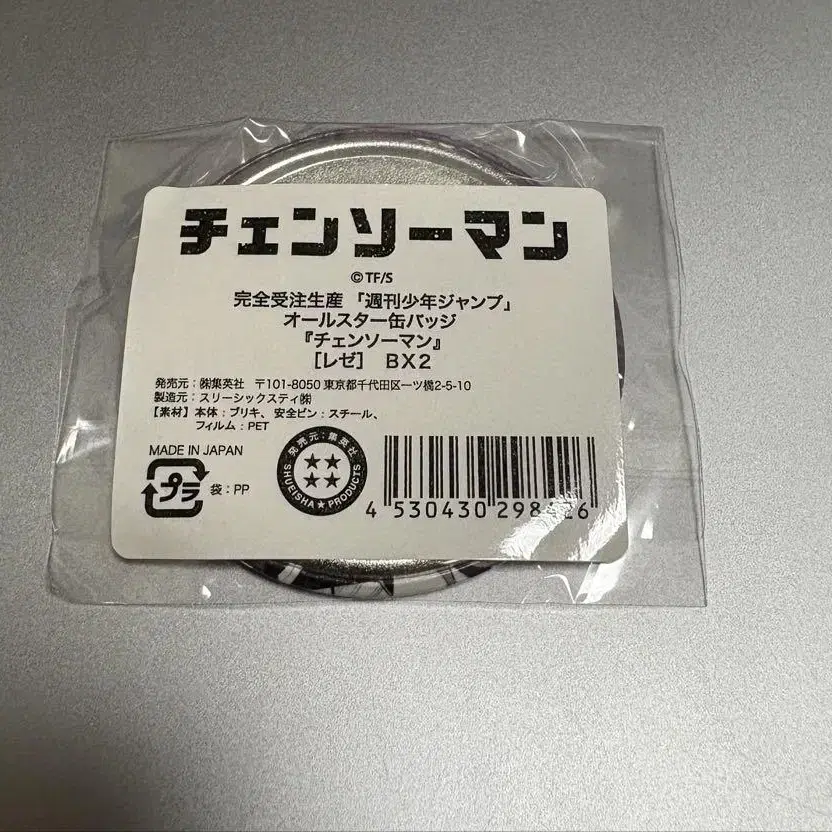 チェンソーマン
©TF/S
完全受注生産 「週刊少年ジャンプ」
オールスター缶バッジ
『チェンソーマン』
[レゼ] BX2
発売元:㈱集英社 〒101-8050 東京都千代田区一ツ橋2-5-10
製造元:スリーシックスティ㈱
【素材】本体:ブリキ、安全ピン:スチール、
フィルム:PET
MADE IN JAPAN
プラ 袋:PP
発売元:集英社
SHUEISHA★PRODUCTS
4 530430 298